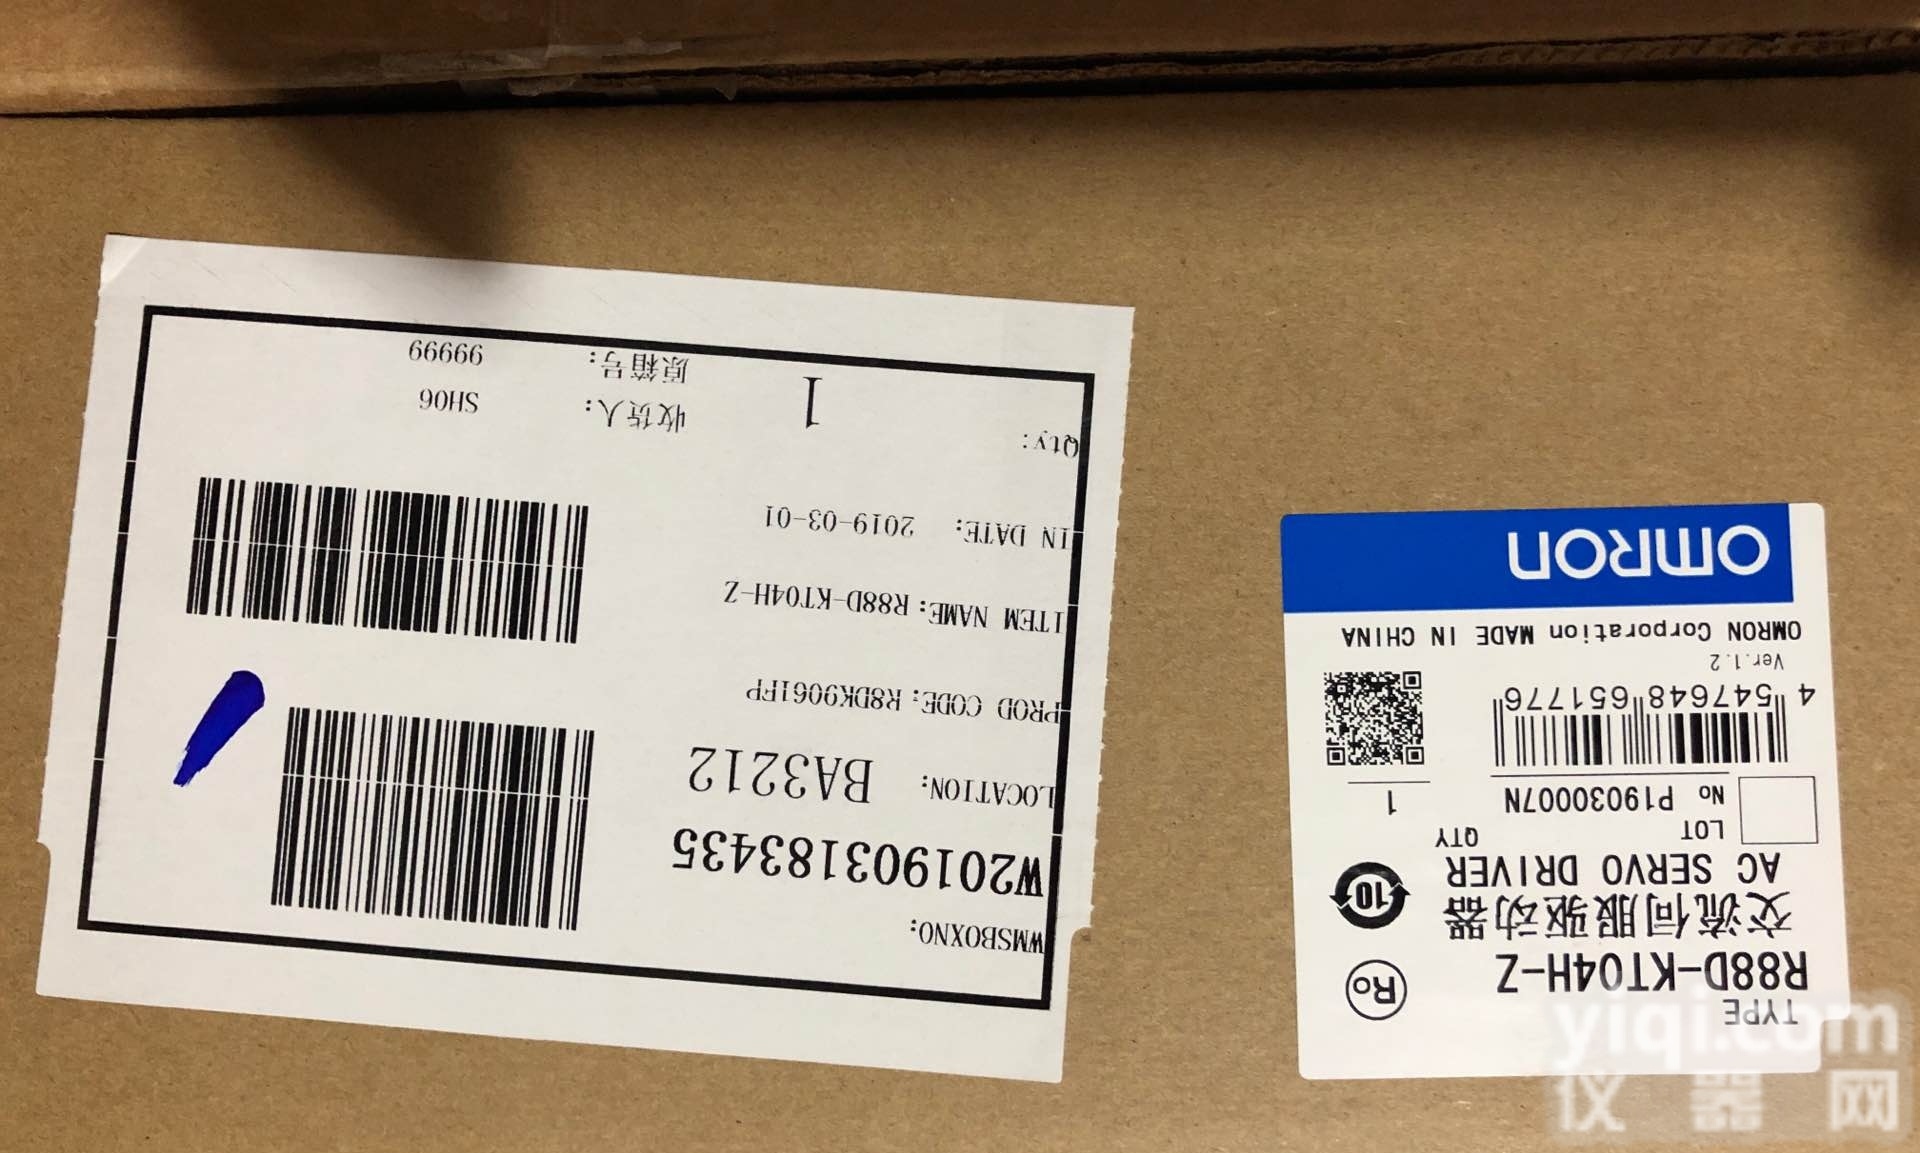 WMSBOXNO:
W201903183435
LOCATION: BA3212
PROD CODE: R8DK9061FP
ITEM NAME: R88D-KT04H-Z
IN DATE: 2019-03-01
Qty: 1
收货人: SH06
原箱号: 99999
TYPE
R88D-KT04H-Z
交流伺服驱动器
AC SERVO DRIVER
LOT QTY
No P19030007N 1
4 547648 651776
Ver.1.2
OMRON Corporation MADE IN CHINA
OMRON
Ro
10
yiqi.com
仪器网